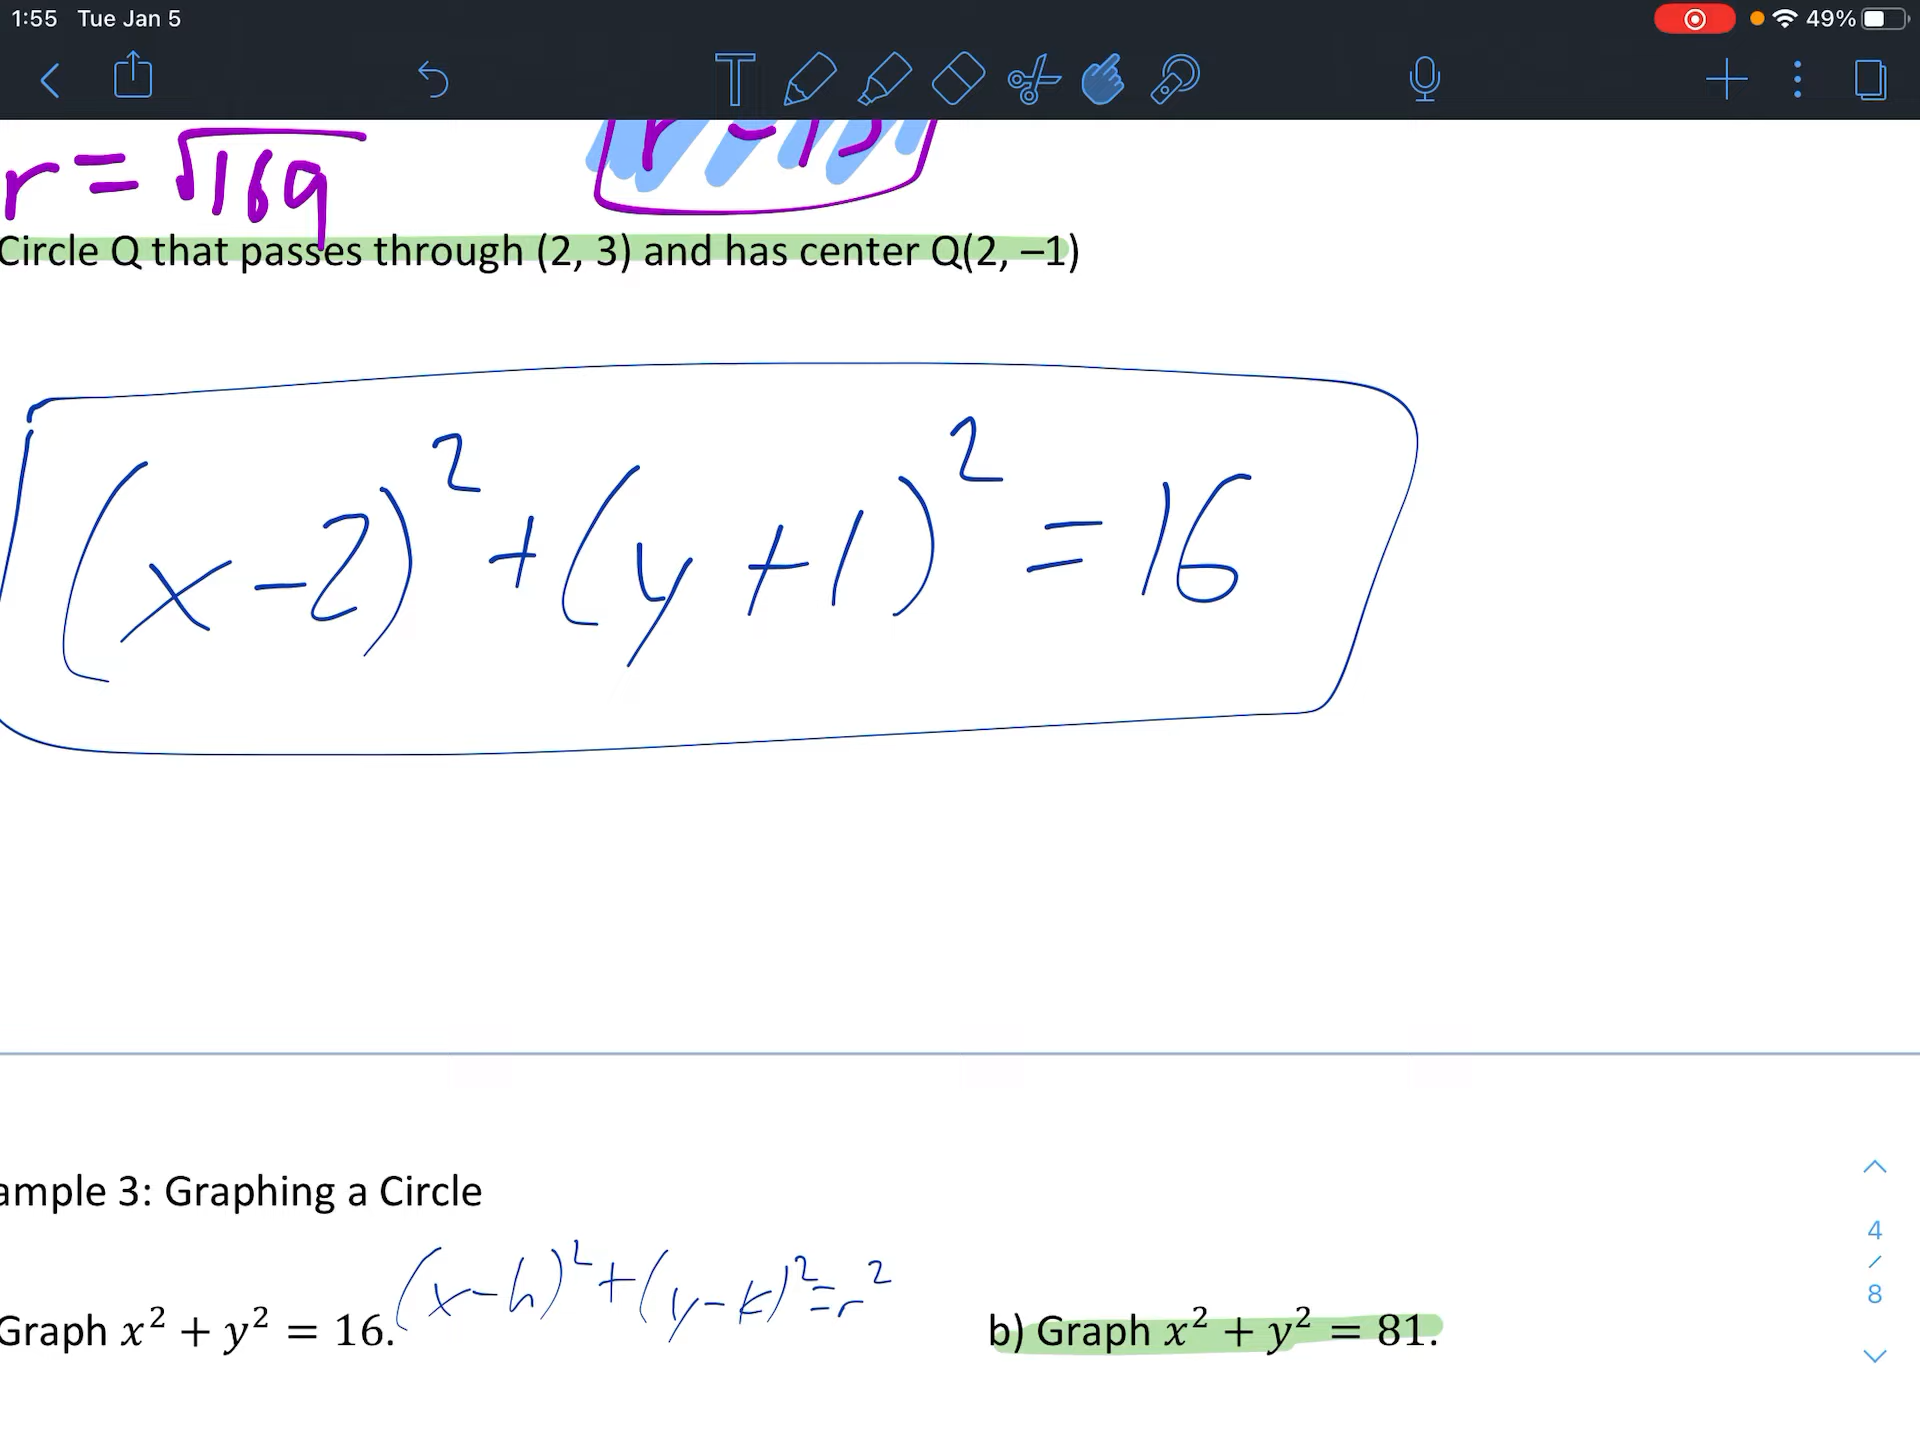 1:55 Tue Jan 5 49%
T
r = √169 r = 13
Circle Q that passes through (2, 3) and has center Q(2, –1)
(x-2)² + (y+1)² = 16
ample 3: Graphing a Circle
4
/
8
(x-h)² + (y-k)² = r²
Graph x² + y² = 16.
b) Graph x² + y² = 81.